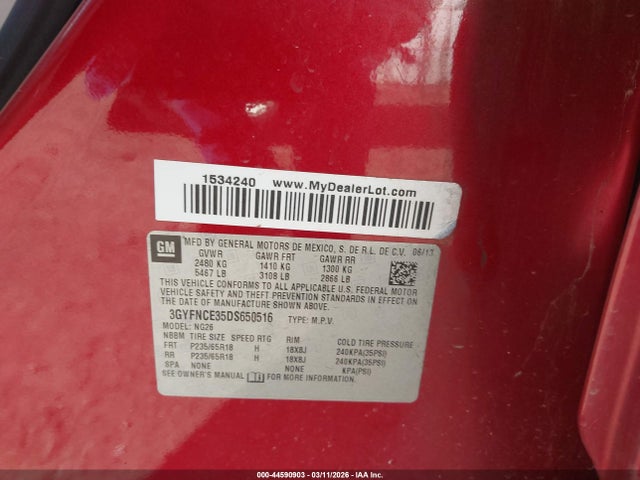 1534240 www.MyDealerLot.com
GM
MFD BY GENERAL MOTORS DE MEXICO, S. DE R.L. DE C.V. 06/13
GVWR GAWR FRT GAWR RR
2480 KG 1410 KG 1300 KG
5467 LB 3108 LB 2866 LB
THIS VEHICLE CONFORMS TO ALL APPLICABLE U.S. FEDERAL MOTOR
VEHICLE SAFETY, BUMPER, AND THEFT PREVENTION STANDARDS IN EFFECT ON
THE DATE OF MANUFACTURE SHOWN ABOVE.
3GYFNCE35DS650516 TYPE: M.P.V.
MODEL: NG26
NBBM TIRE SIZE SPEED RTG RIM COLD TIRE PRESSURE
FRT P235/65R18 H 18X8J 240KPA(35PSI)
RR P235/65R18 H 18X8J 240KPA(35PSI)
SPA NONE NONE KPA(PSI)
SEE OWNER'S MANUAL FOR MORE INFORMATION.
000-44590903 - 03/11/2026 - IAA Inc.